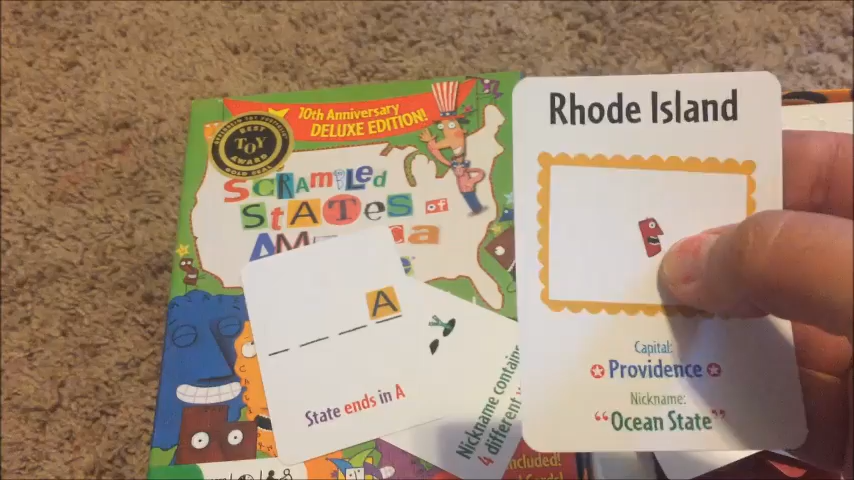 10th Anniversary
DELUXE EDITION!
BEST
TOY
AWARD
SCRAMBLED
STATES OF
A
State ends in A
Nickname contains
4 different
included!
Rhode Island
Capital:
Providence
Nickname:
"Ocean State"